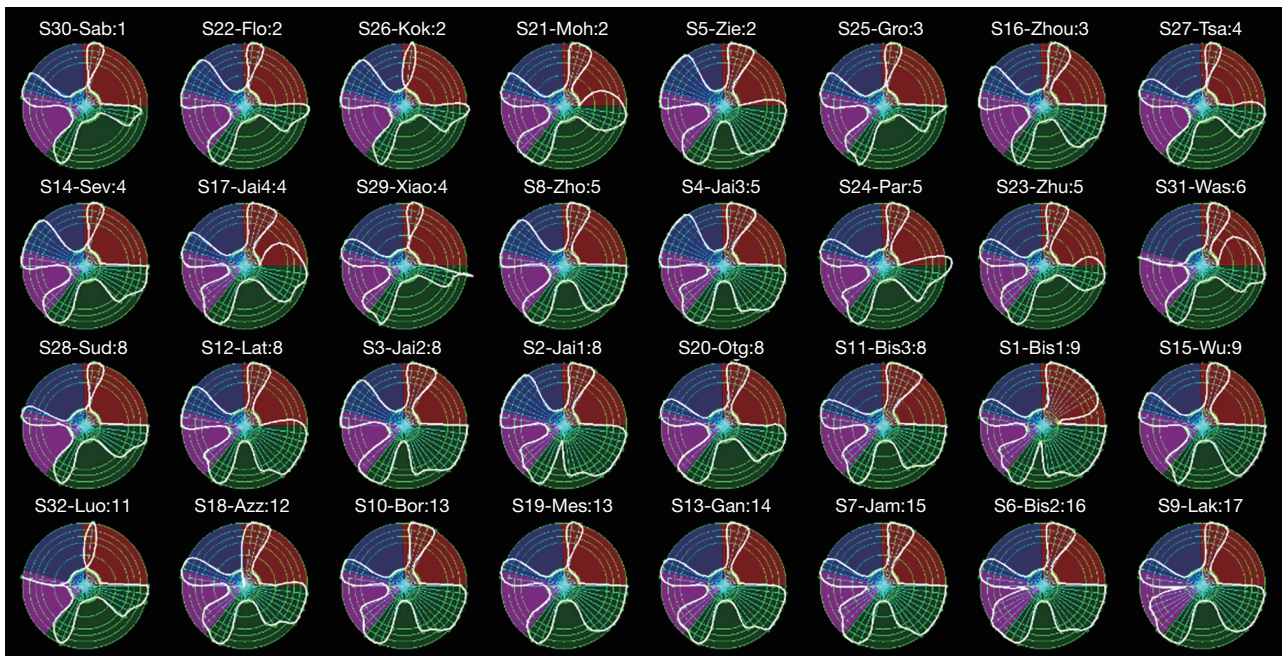 S30-Sab:1 S22-Flo:2 S26-Kok:2 S21-Moh:2 S5-Zie:2 S25-Gro:3 S16-Zhou:3 S27-Tsa:4
S14-Sev:4 S17-Jai4:4 S29-Xiao:4 S8-Zho:5 S4-Jai3:5 S24-Par:5 S23-Zhu:5 S31-Was:6
S28-Sud:8 S12-Lat:8 S3-Jai2:8 S2-Jai1:8 S20-Otg:8 S11-Bis3:8 S1-Bis1:9 S15-Wu:9
S32-Luo:11 S18-Azz:12 S10-Bor:13 S19-Mes:13 S13-Gan:14 S7-Jam:15 S6-Bis2:16 S9-Lak:17